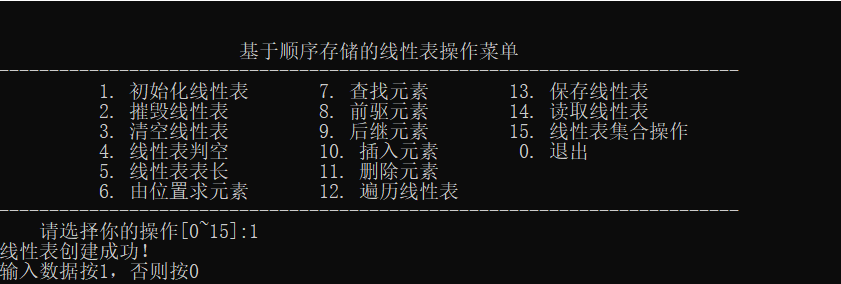 基于顺序存储的线性表操作菜单
--------------------------------------------------------------------------
1. 初始化线性表 7. 查找元素 13. 保存线性表
2. 摧毁线性表 8. 前驱元素 14. 读取线性表
3. 清空线性表 9. 后继元素 15. 线性表集合操作
4. 线性表判空 10. 插入元素 0. 退出
5. 线性表表长 11. 删除元素
6. 由位置求元素 12. 遍历线性表
--------------------------------------------------------------------------
请选择你的操作[0~15]:1
线性表创建成功!
输入数据按1，否则按0